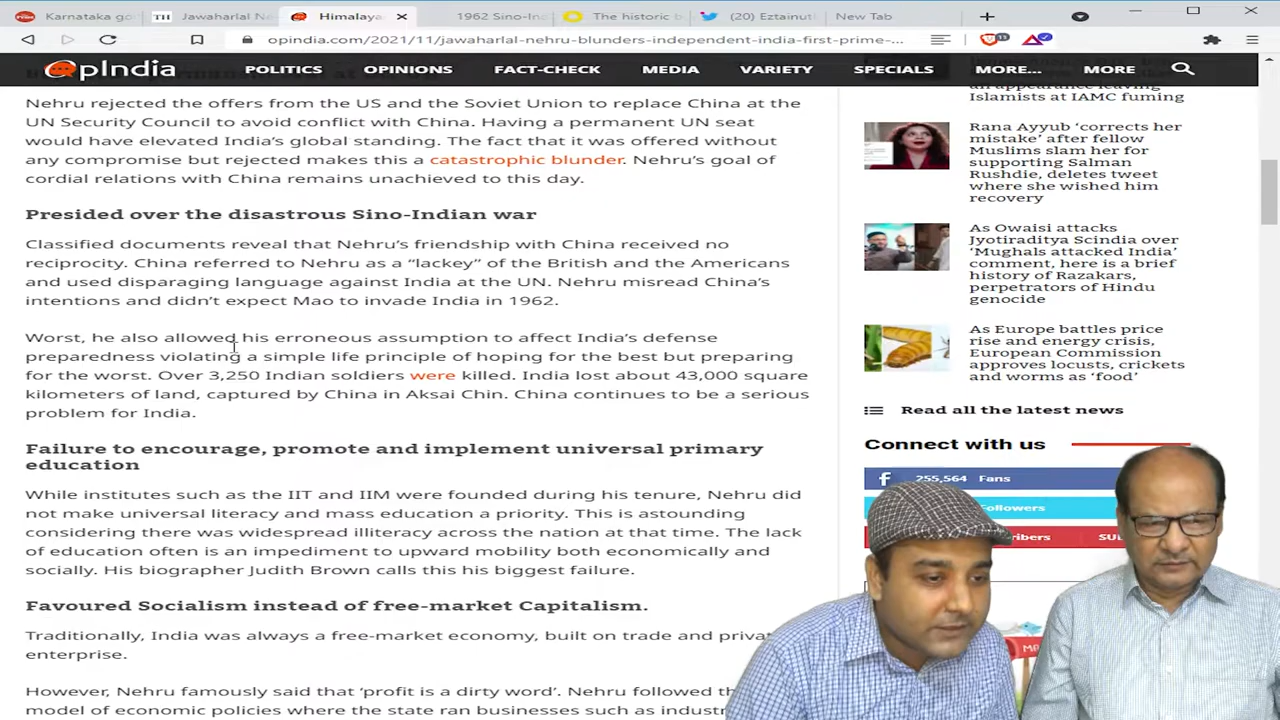 Karnataka go
TH
Jawaharlal Ne
Himalaya
1962 Sino-Ind
The historic b
(20) Eztainut
New Tab
opindia.com/2021/11/jawaharlal-nehru-blunders-independent-india-first-prime-...
OpIndia
POLITICS
OPINIONS
FACT-CHECK
MEDIA
VARIETY
SPECIALS
MORE...
MORE
Nehru rejected the offers from the US and the Soviet Union to replace China at the
UN Security Council to avoid conflict with China. Having a permanent UN seat
would have elevated India's global standing. The fact that it was offered without
any compromise but rejected makes this a catastrophic blunder. Nehru's goal of
cordial relations with China remains unachieved to this day.
Presided over the disastrous Sino-Indian war
Classified documents reveal that Nehru's friendship with China received no
reciprocity. China referred to Nehru as a "lackey" of the British and the Americans
and used disparaging language against India at the UN. Nehru misread China's
intentions and didn't expect Mao to invade India in 1962.
Worst, he also allowed his erroneous assumption to affect India's defense
preparedness violating a simple life principle of hoping for the best but preparing
for the worst. Over 3,250 Indian soldiers were killed. India lost about 43,000 square
kilometers of land, captured by China in Aksai Chin. China continues to be a serious
problem for India.
Failure to encourage, promote and implement universal primary
education
While institutes such as the IIT and IIM were founded during his tenure, Nehru did
not make universal literacy and mass education a priority. This is astounding
considering there was widespread illiteracy across the nation at that time. The lack
of education often is an impediment to upward mobility both economically and
socially. His biographer Judith Brown calls this his biggest failure.
Favoured Socialism instead of free-market Capitalism.
Traditionally, India was always a free-market economy, built on trade and privat
enterprise.
However, Nehru famously said that 'profit is a dirty word'. Nehru followed th
model of economic policies where the state ran businesses such as indust
an appearance leaving
Islamists at IAMC fuming
Rana Ayyub 'corrects her
mistake' after fellow
Muslims slam her for
supporting Salman
Rushdie, deletes tweet
where she wished him
recovery
As Owaisi attacks
Jyotiraditya Scindia over
'Mughals attacked India'
comment, here is a brief
history of Razakars,
perpetrators of Hindu
genocide
As Europe battles price
rise and energy crisis,
European Commission
approves locusts, crickets
and worms as 'food'
Read all the latest news
Connect with us
255,564 Fans
ollowers
ribers
SU